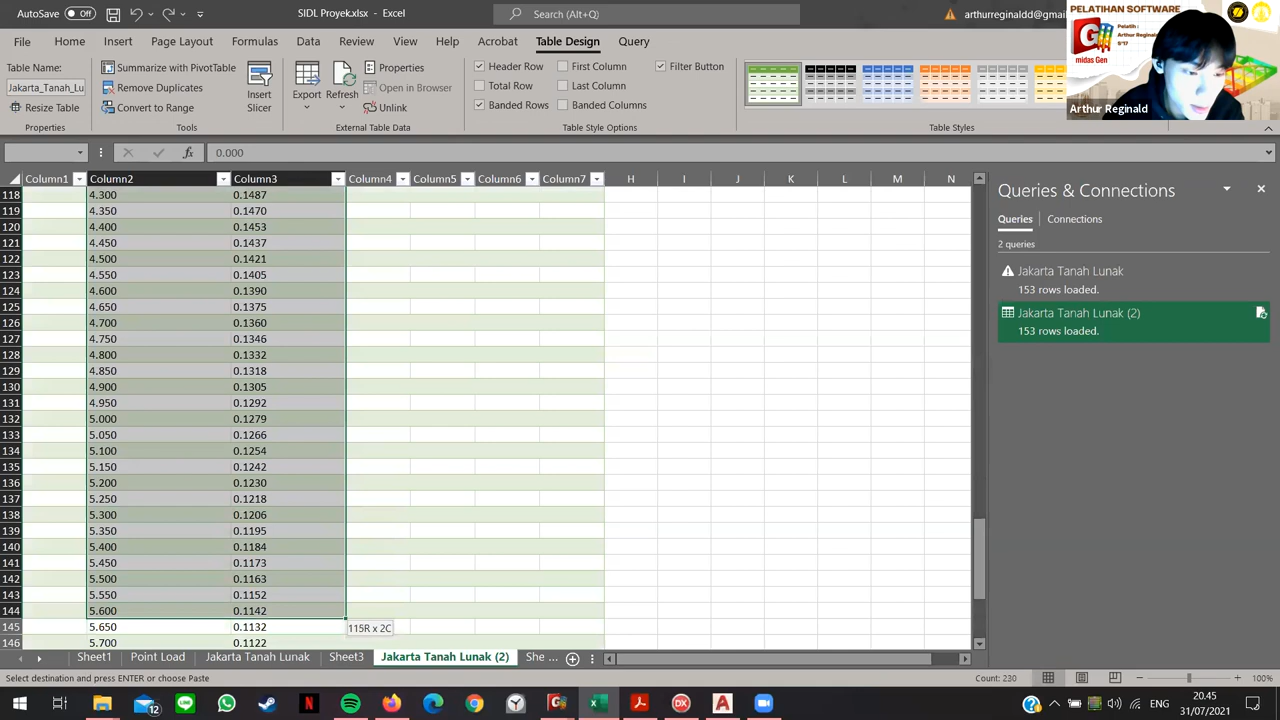 AutoSave Off SIDL Proyek.xlsx - Excel Search (Alt+Q) arthurreginaldd@gmai
File Home Insert Page Layout Formulas Data Review View Help Acrobat Table Design Query
Table Name:
Jakarta_Tanah_Lu
Resize Table
Properties
Summarize with PivotTable
Remove Duplicates
Convert to Range
Tools
Insert Slicer
Export Refresh
Properties
Open in Browser
Unlink
External Table Data
Header Row First Column Filter Button
Total Row Last Column
Banded Rows Banded Columns
Table Style Options
Table Styles
PELATIHAN SOFTWARE
midas Gen
Pelatih :
Arthur Reginald
S'17
Arthur Reginald
fx 0.000
Column1 Column2 Column3 Column4 Column5 Column6 Column7 H I J K L M N
118 4.300 0.1487
119 4.350 0.1470
120 4.400 0.1453
121 4.450 0.1437
122 4.500 0.1421
123 4.550 0.1405
124 4.600 0.1390
125 4.650 0.1375
126 4.700 0.1360
127 4.750 0.1346
128 4.800 0.1332
129 4.850 0.1318
130 4.900 0.1305
131 4.950 0.1292
132 5.000 0.1279
133 5.050 0.1266
134 5.100 0.1254
135 5.150 0.1242
136 5.200 0.1230
137 5.250 0.1218
138 5.300 0.1206
139 5.350 0.1195
140 5.400 0.1184
141 5.450 0.1173
142 5.500 0.1163
143 5.550 0.1152
144 5.600 0.1142
145 5.650 0.1132
146 5.700 0.1122
115R x 2C
Queries & Connections
Queries Connections
2 queries
Jakarta Tanah Lunak
153 rows loaded.
Jakarta Tanah Lunak (2)
153 rows loaded.
Sheet1 Point Load Jakarta Tanah Lunak Sheet3 Jakarta Tanah Lunak (2) She ...
Select destination and press ENTER or choose Paste Count: 230 100%
12 ENG 20.45
31/07/2021